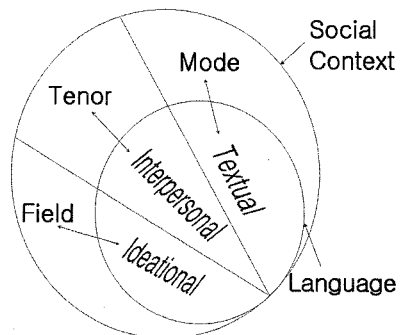 Social
Context
Mode
Tenor
Textual
Interpersonal
Field
Ideational
Language